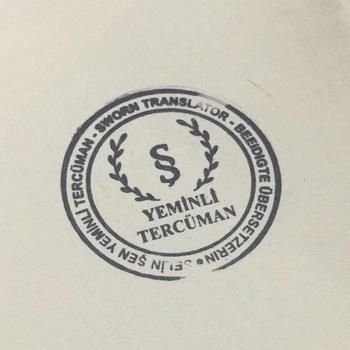 SELİN ŞEN YEMİNLİ TERCÜMAN - SWORN TRANSLATOR - BEEIDIGTE ÜBERSETZERIN •
Ş
YEMİNLİ
TERCÜMAN